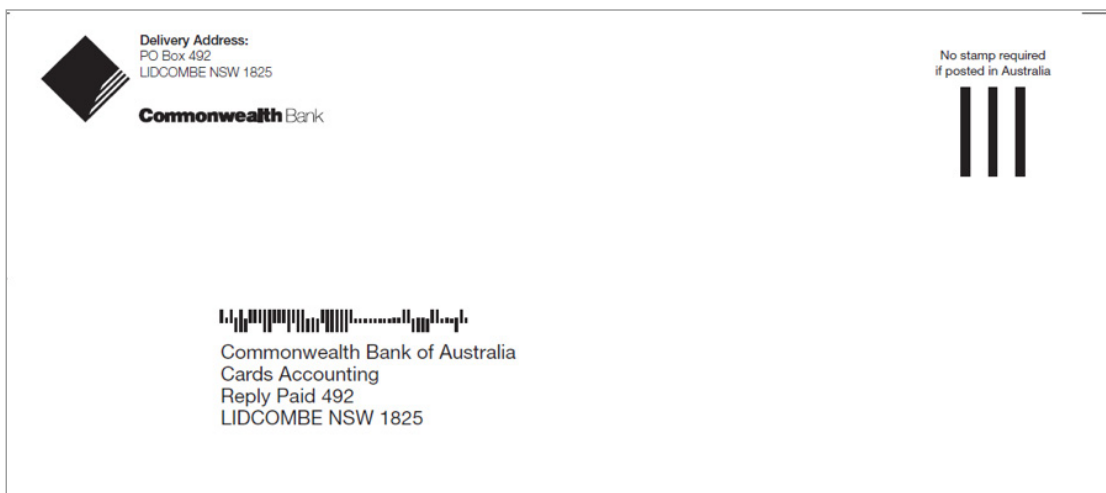 Delivery Address:
PO Box 492
LIDCOMBE NSW 1825
Commonwealth Bank
No stamp required
if posted in Australia
Commonwealth Bank of Australia
Cards Accounting
Reply Paid 492
LIDCOMBE NSW 1825